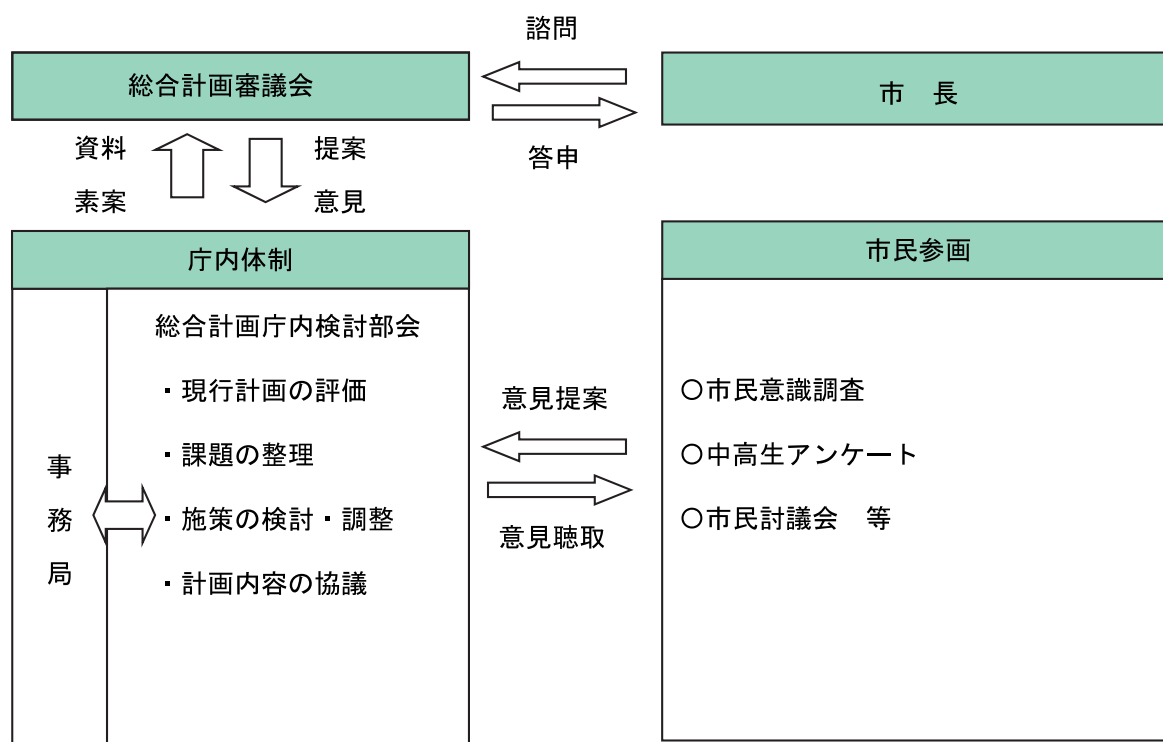 諮問
総合計画審議会
市　長
答申
資料
素案
提案
意見
庁内体制
事務局
総合計画庁内検討部会
・現行計画の評価
・課題の整理
・施策の検討・調整
・計画内容の協議
意見提案
意見聴取
市民参画
○市民意識調査
○中高生アンケート
○市民討議会　等